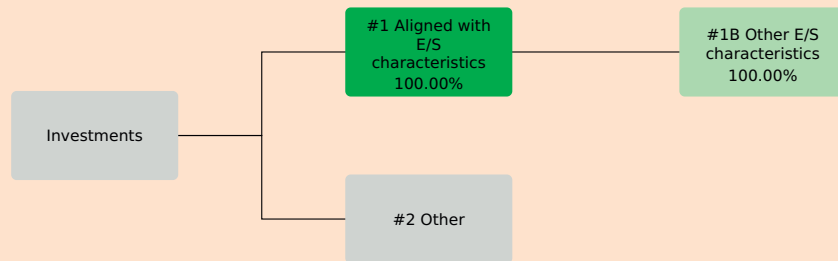 #1 Aligned with
E/S
characteristics
100.00%
#1B Other E/S
characteristics
100.00%
Investments
#2 Other